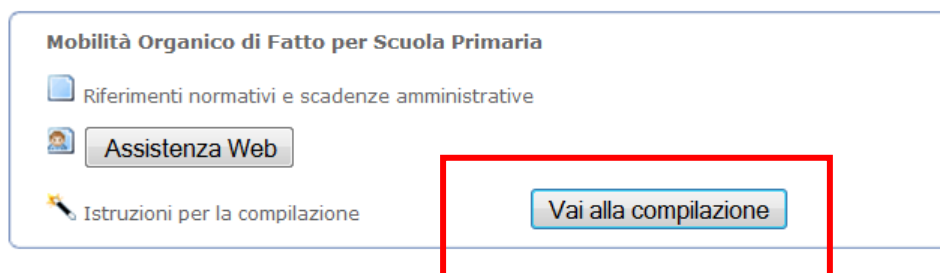 Mobilità Organico di Fatto per Scuola Primaria
Riferimenti normativi e scadenze amministrative
Assistenza Web
Istruzioni per la compilazione
Vai alla compilazione